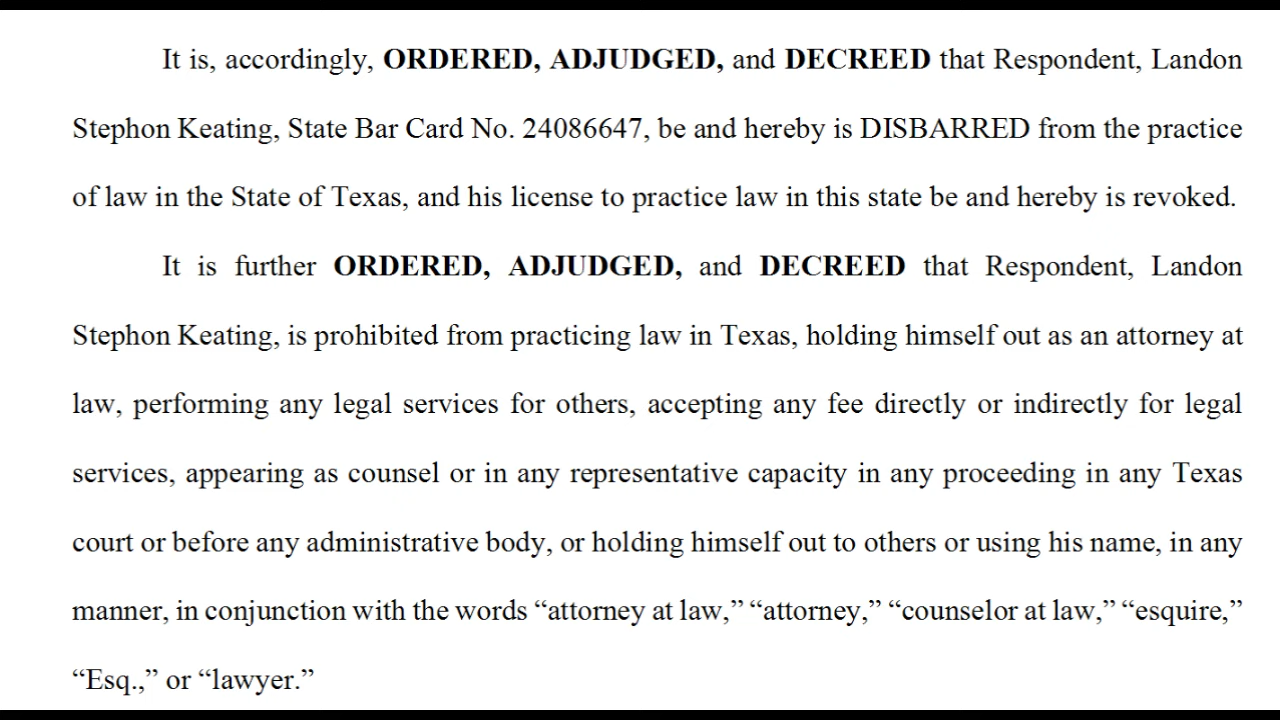 It is, accordingly, ORDERED, ADJUDGED, and DECREED that Respondent, Landon
Stephon Keating, State Bar Card No. 24086647, be and hereby is DISBARRED from the practice
of law in the State of Texas, and his license to practice law in this state be and hereby is revoked.
It is further ORDERED, ADJUDGED, and DECREED that Respondent, Landon
Stephon Keating, is prohibited from practicing law in Texas, holding himself out as an attorney at
law, performing any legal services for others, accepting any fee directly or indirectly for legal
services, appearing as counsel or in any representative capacity in any proceeding in any Texas
court or before any administrative body, or holding himself out to others or using his name, in any
manner, in conjunction with the words “attorney at law,” “attorney,” “counselor at law,” “esquire,”
“Esq.,” or “lawyer.”